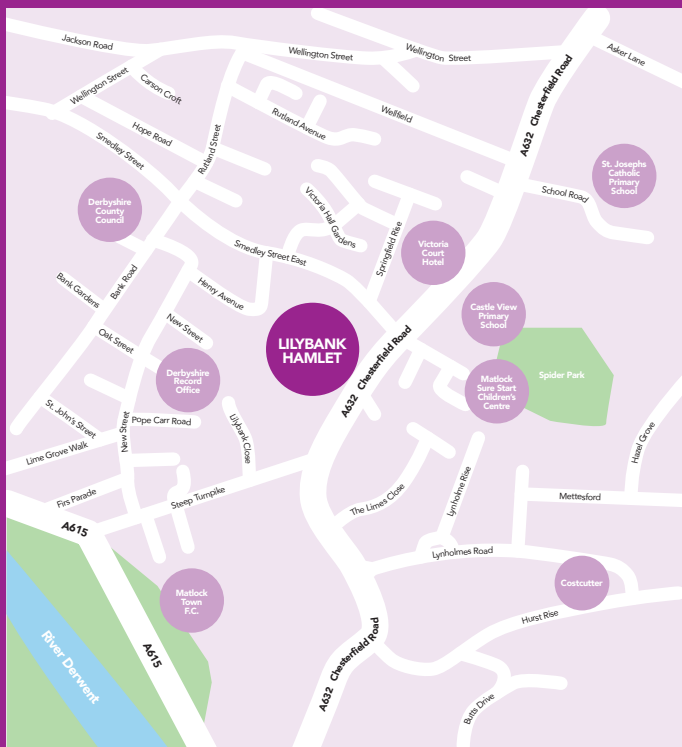 Jackson Road
Wellington Street
Wellington Street
Asker Lane
Wellington Street
Carson Croft
A632 Chesterfield Road
Wellfield
Rutland Avenue
Hope Road
Smedley Street
Rutland Street
St. Josephs
Catholic
Primary
School
School Road
Derbyshire
County
Council
Victoria Hall Gardens
Springfield Rise
Victoria
Court
Hotel
Smedley Street East
Bank Road
Bank Gardens
Henry Avenue
Castle View
Primary
School
New Street
Oak Street
LILYBANK
HAMLET
A632 Chesterfield Road
Derbyshire
Record
Office
Matlock
Sure Start
Children's
Centre
Spider Park
St. John's Street
New Street
Pope Carr Road
Lilybank Close
Hazel Grove
Lime Grove Walk
Firs Parade
Steep Turnpike
The Limes Close
Lynholme Rise
Mettesford
A615
Lynholmes Road
Matlock
Town
F.C.
Costcutter
Hurst Rise
River Derwent
A615
A632 Chesterfield Road
Butts Drive